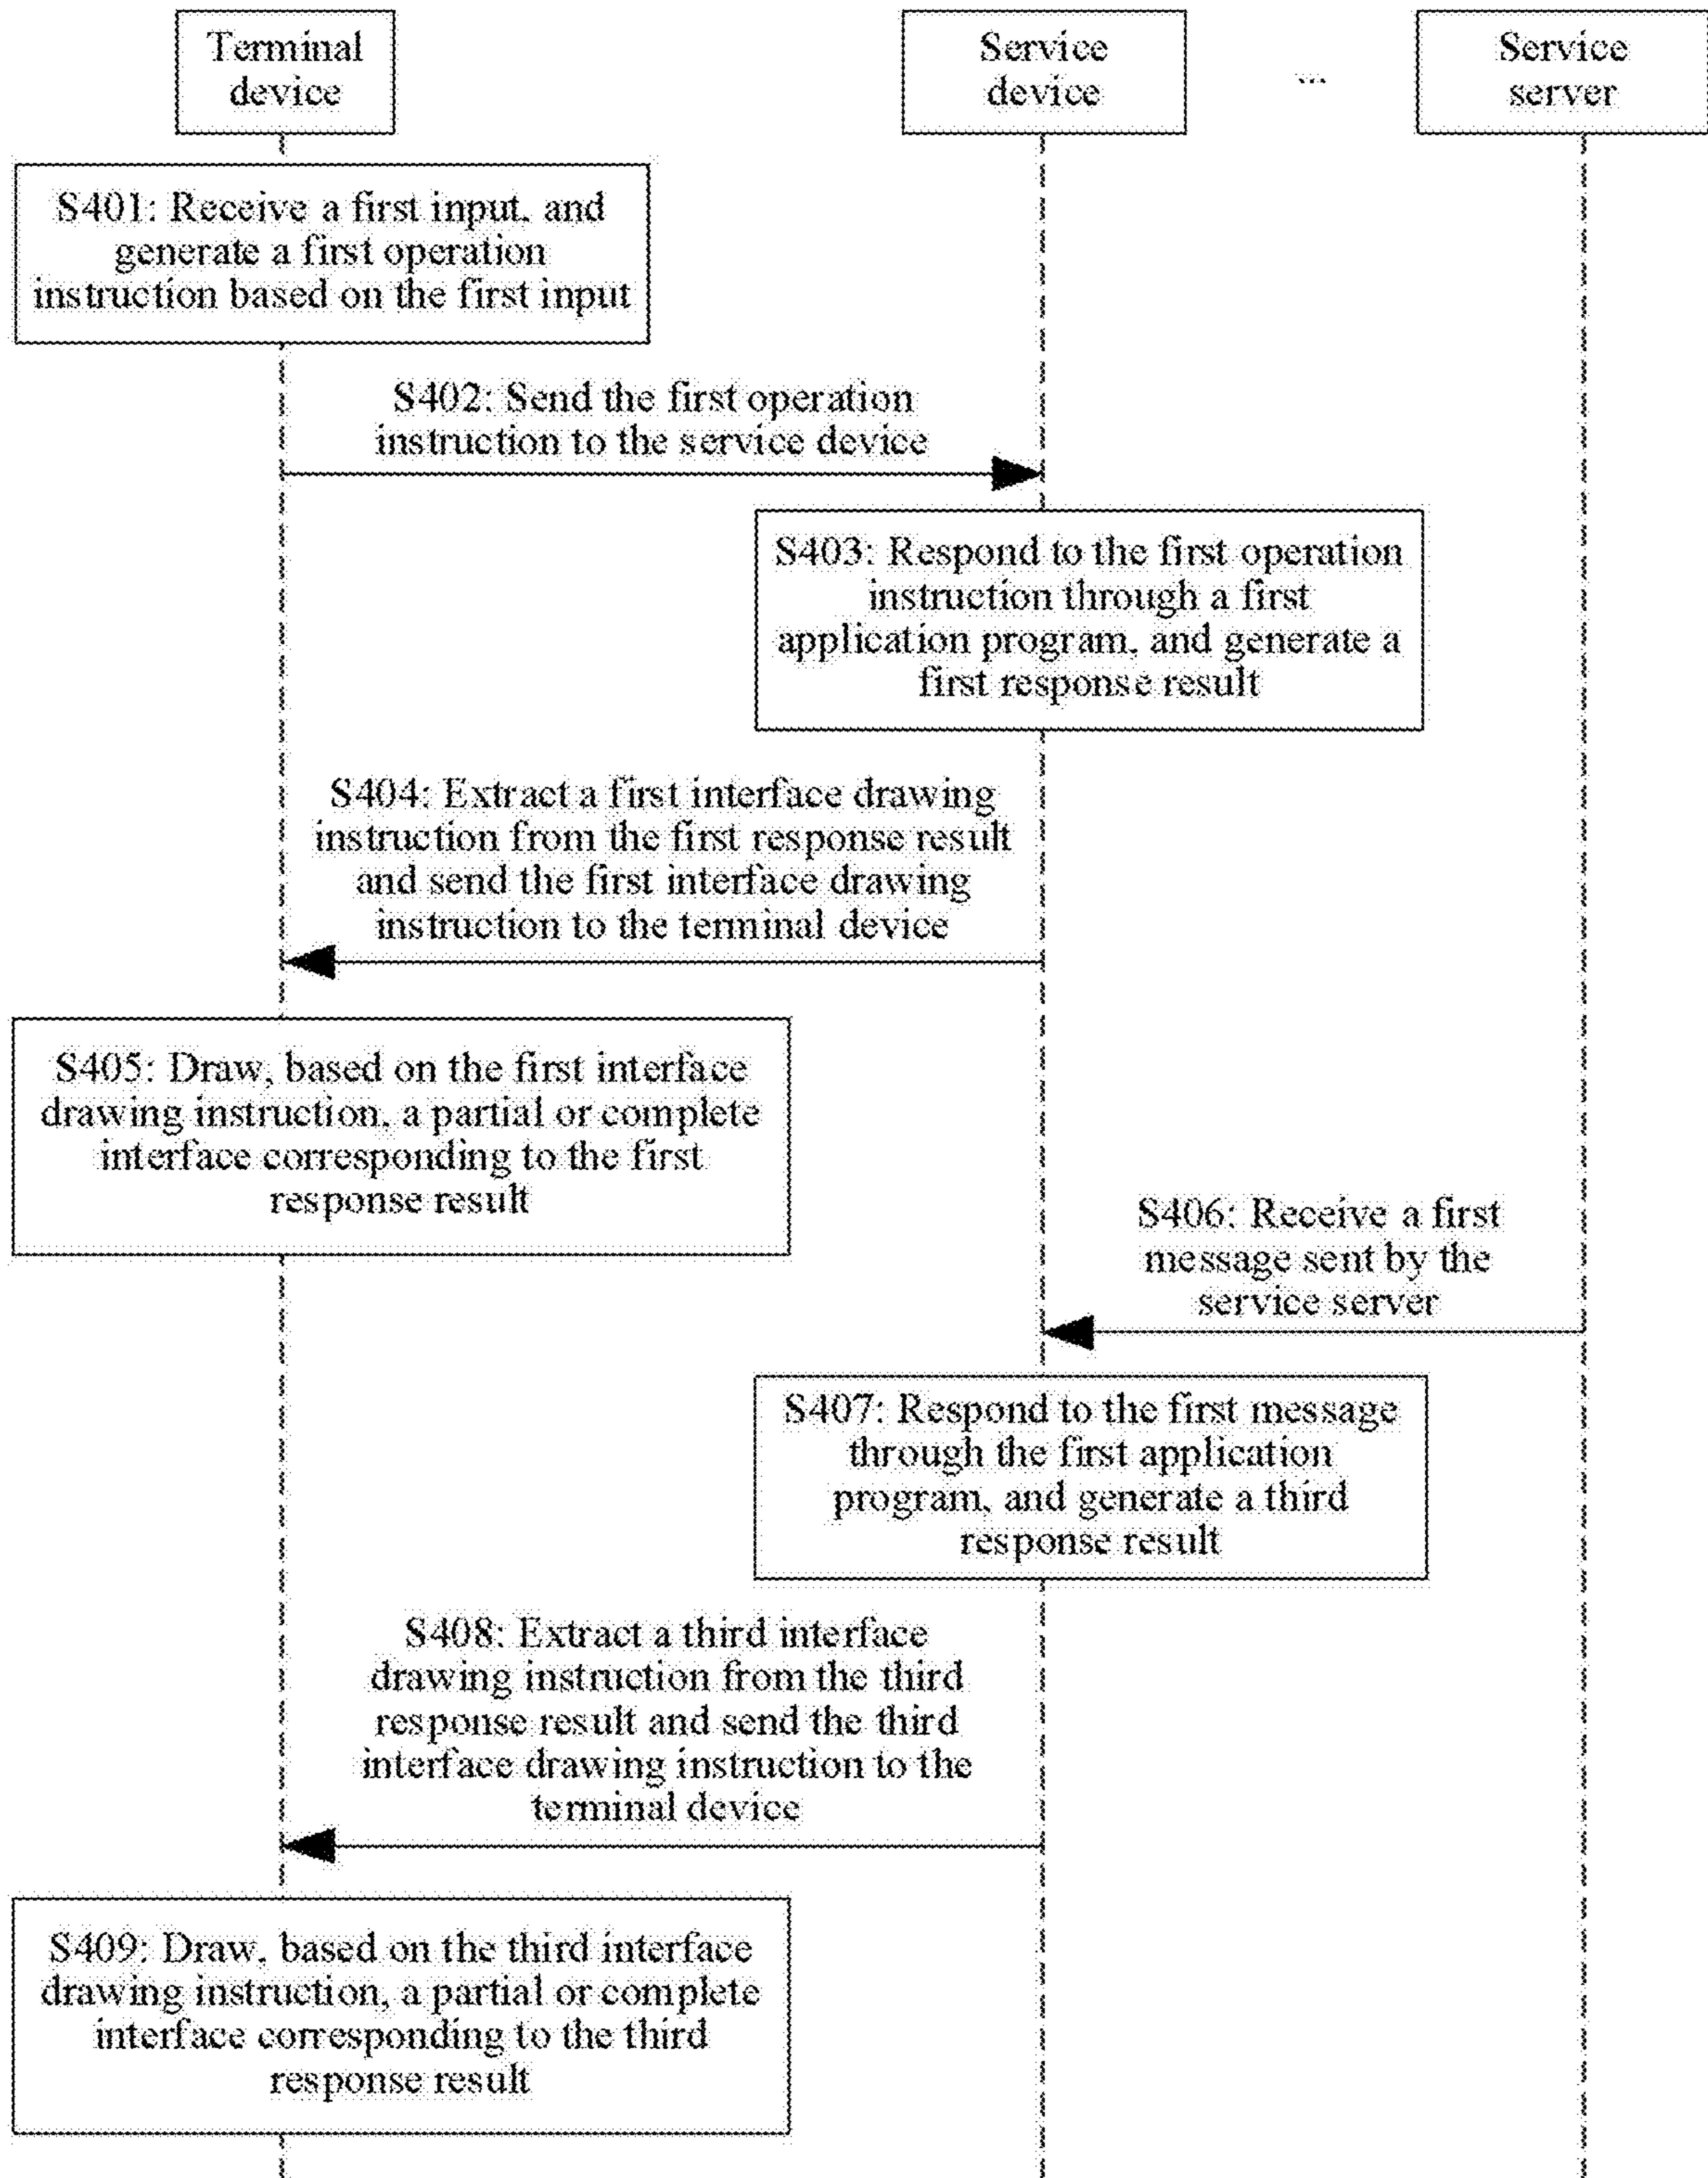 Terminal
device
Service
device
...
Service
server
S401: Receive a first input, and
generate a first operation
instruction based on the first input
S402: Send the first operation
instruction to the service device
S403: Respond to the first operation
instruction through a first
application program, and generate a
first response result
S404: Extract a first interface drawing
instruction from the first response result
and send the first interface drawing
instruction to the terminal device
S405: Draw, based on the first interface
drawing instruction, a partial or complete
interface corresponding to the first
response result
S406: Receive a first
message sent by the
service server
S407: Respond to the first message
through the first application
program, and generate a third
response result
S408: Extract a third interface
drawing instruction from the third
response result and send the third
interface drawing instruction to the
terminal device
S409: Draw, based on the third interface
drawing instruction, a partial or complete
interface corresponding to the third
response result